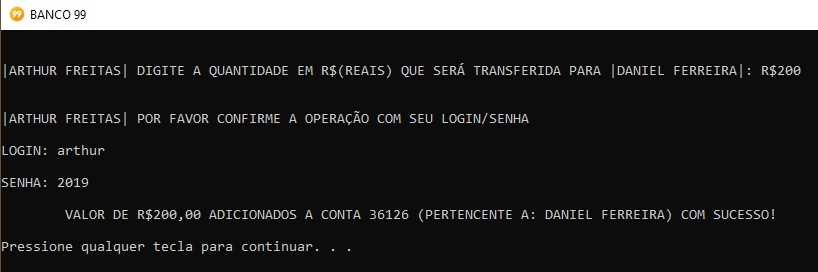 99 BANCO 99
|ARTHUR FREITAS| DIGITE A QUANTIDADE EM R$(REAIS) QUE SERÁ TRANSFERIDA PARA |DANIEL FERREIRA|: R$200
|ARTHUR FREITAS| POR FAVOR CONFIRME A OPERAÇÃO COM SEU LOGIN/SENHA
LOGIN: arthur
SENHA: 2019
VALOR DE R$200,00 ADICIONADOS A CONTA 36126 (PERTENCENTE A: DANIEL FERREIRA) COM SUCESSO!
Pressione qualquer tecla para continuar. . .